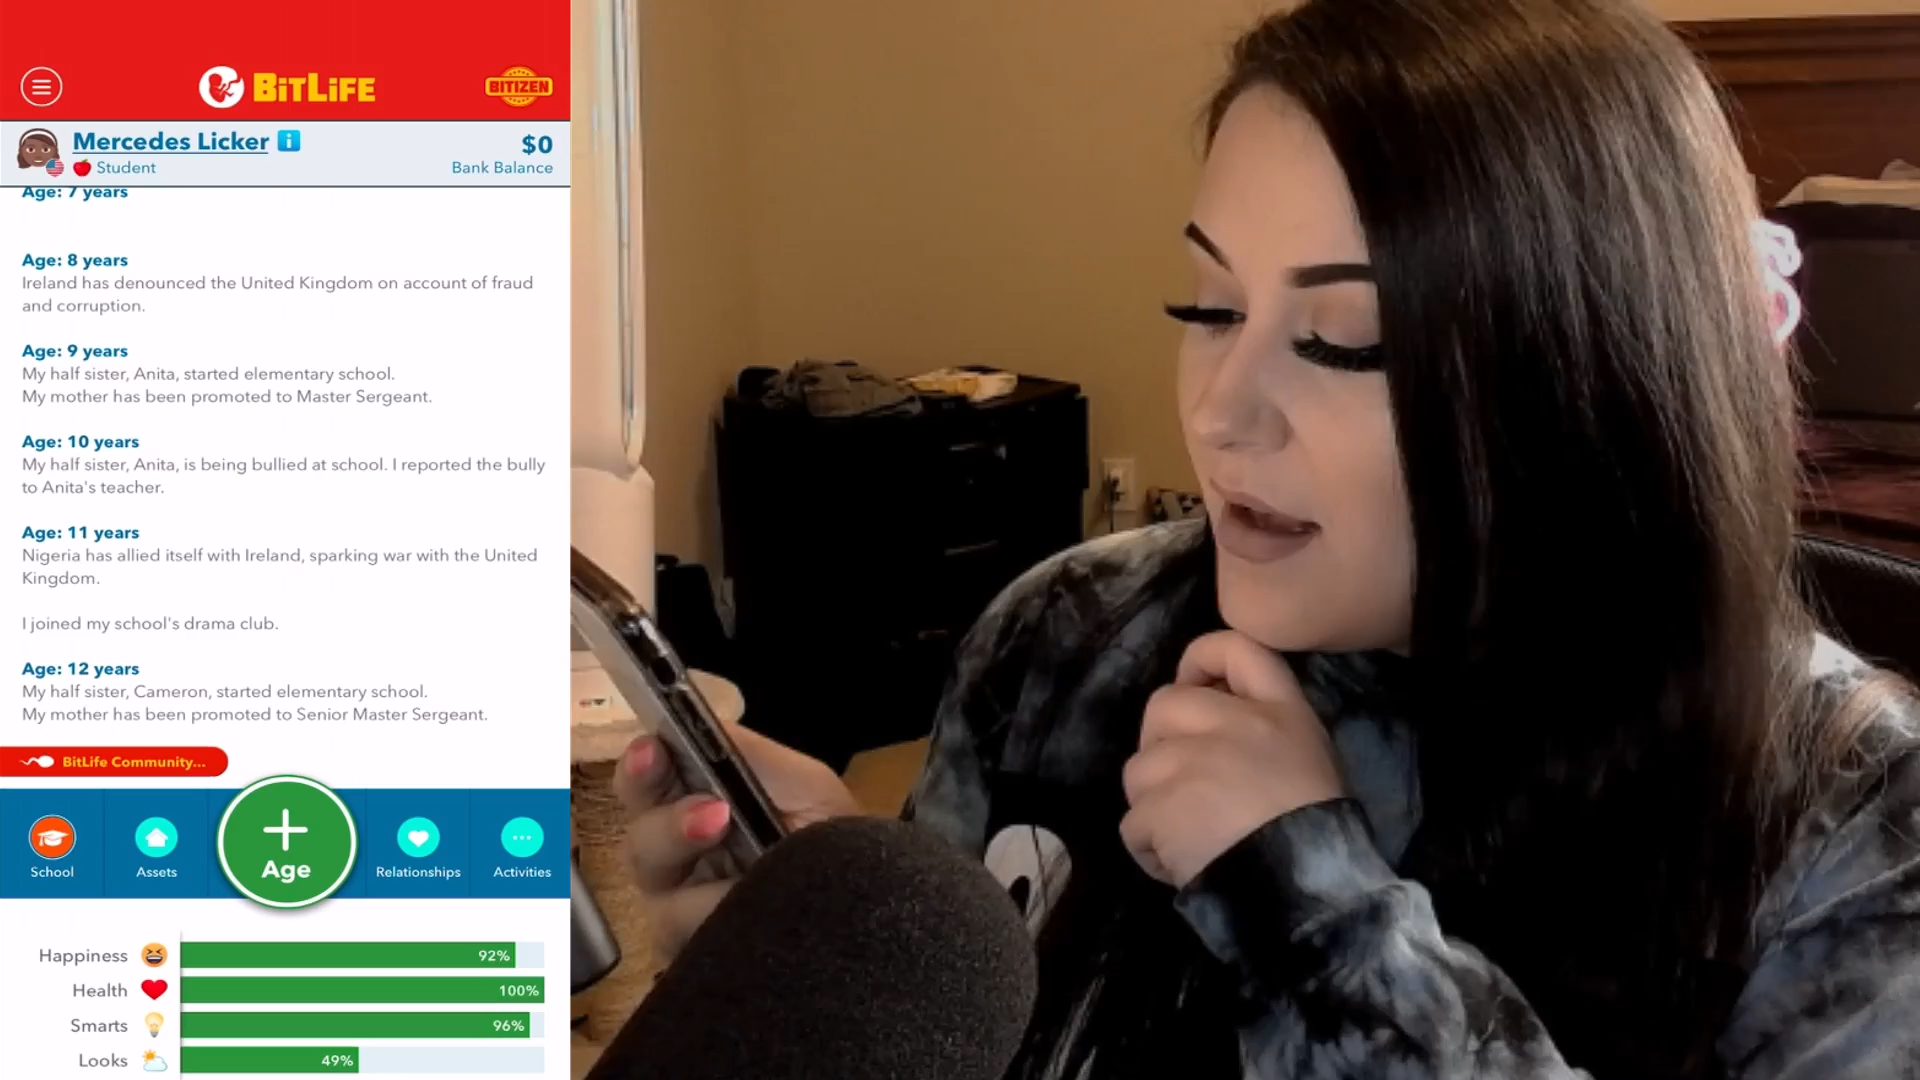 BITLIFE
BITIZEN
Mercedes Licker i
$0
Student
Bank Balance
Age: 7 years
Age: 8 years
Ireland has denounced the United Kingdom on account of fraud
and corruption.
Age: 9 years
My half sister, Anita, started elementary school.
My mother has been promoted to Master Sergeant.
Age: 10 years
My half sister, Anita, is being bullied at school. I reported the bully
to Anita's teacher.
Age: 11 years
Nigeria has allied itself with Ireland, sparking war with the United
Kingdom.
I joined my school's drama club.
Age: 12 years
My half sister, Cameron, started elementary school.
My mother has been promoted to Senior Master Sergeant.
BitLife Community...
School
Assets
+
Age
Relationships
Activities
Happiness 92%
Health 100%
Smarts 96%
Looks 49%